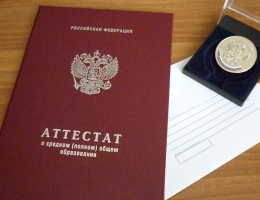 РОССИЙСКАЯ ФЕДЕРАЦИЯ
АТТЕСТАТ
о среднем (полном) общем
образовании